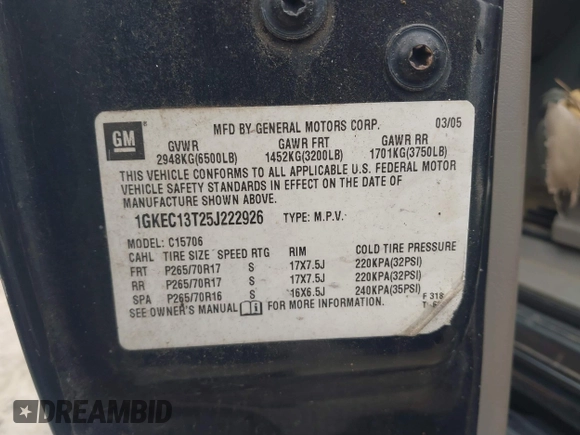 GM
MFD BY GENERAL MOTORS CORP. 03/05
GVWR GAWR FRT GAWR RR
2948KG(6500LB) 1452KG(3200LB) 1701KG(3750LB)
THIS VEHICLE CONFORMS TO ALL APPLICABLE U.S. FEDERAL MOTOR
VEHICLE SAFETY STANDARDS IN EFFECT ON THE DATE OF
MANUFACTURE SHOWN ABOVE.
1GKEC13T25J222926 TYPE: M.P.V.
MODEL: C15706
CAHL TIRE SIZE SPEED RTG RIM COLD TIRE PRESSURE
FRT P265/70R17 S 17X7.5J 220KPA(32PSI)
RR P265/70R17 S 17X7.5J 220KPA(32PSI)
SPA P265/70R16 S 16X6.5J 240KPA(35PSI)
SEE OWNER'S MANUAL FOR MORE INFORMATION.
F 318
DREAMBID